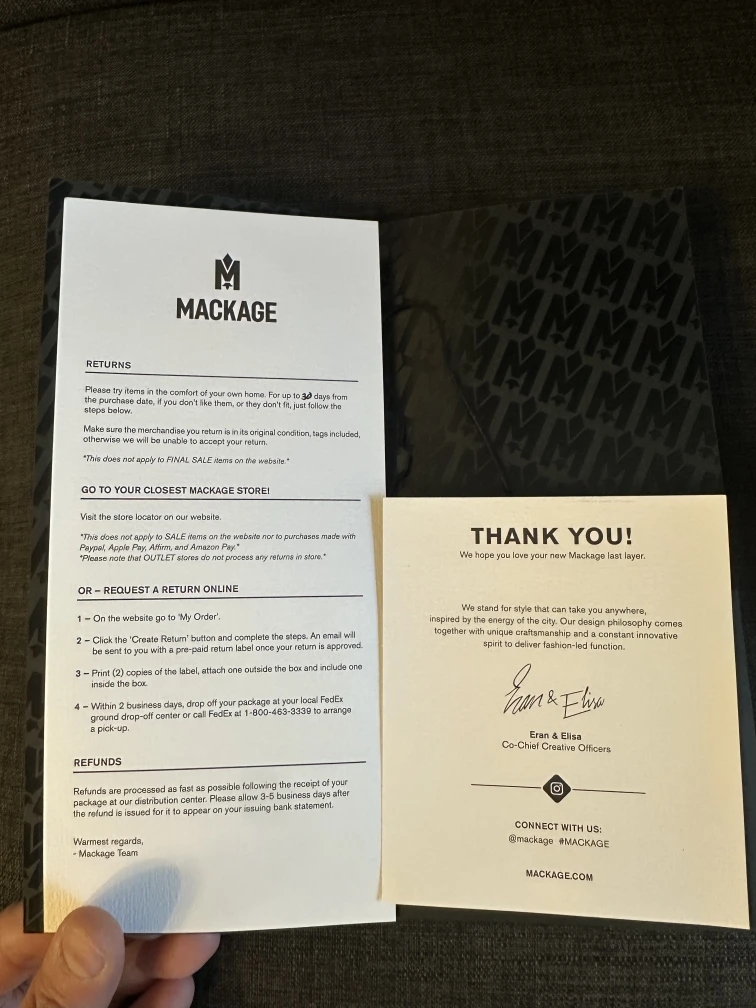 MACKAGE
RETURNS
Please try items in the comfort of your own home. For up to 30 days from
the purchase date, if you don't like them, or they don't fit, just follow the
steps below.
Make sure the merchandise you return is in its original condition, tags included,
otherwise we will be unable to accept your return.
*This does not apply to FINAL SALE items on the website.*
GO TO YOUR CLOSEST MACKAGE STORE!
Visit the store locator on our website.
*This does not apply to SALE items on the website nor to purchases made with
Paypal, Apple Pay, Affirm, and Amazon Pay.*
*Please note that OUTLET stores do not process any returns in store.*
OR – REQUEST A RETURN ONLINE
1 – On the website go to 'My Order'.
2 – Click the 'Create Return' button and complete the steps. An email will
be sent to you with a pre-paid return label once your return is approved.
3 – Print (2) copies of the label, attach one outside the box and include one
inside the box.
4 – Within 2 business days, drop off your package at your local FedEx
ground drop-off center or call FedEx at 1-800-463-3339 to arrange
a pick-up.
REFUNDS
Refunds are processed as fast as possible following the receipt of your
package at our distribution center. Please allow 3-5 business days after
the refund is issued for it to appear on your issuing bank statement.
Warmest regards,
- Mackage Team
THANK YOU!
We hope you love your new Mackage last layer.
We stand for style that can take you anywhere,
inspired by the energy of the city. Our design philosophy comes
together with unique craftsmanship and a constant innovative
spirit to deliver fashion-led function.
Eran & Elisa
Eran & Elisa
Co-Chief Creative Officers
CONNECT WITH US:
@mackage #MACKAGE
MACKAGE.COM